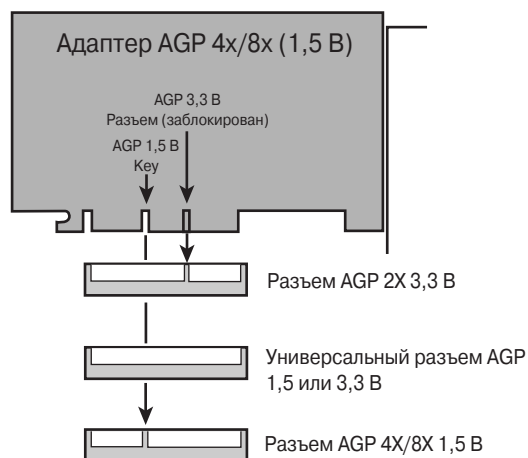 Адаптер AGP 4x/8x (1,5 В)
AGP 3,3 В
Разъем (заблокирован)
AGP 1,5 В
Key
Разъем AGP 2X 3,3 В
Универсальный разъем AGP
1,5 или 3,3 В
Разъем AGP 4X/8X 1,5 В